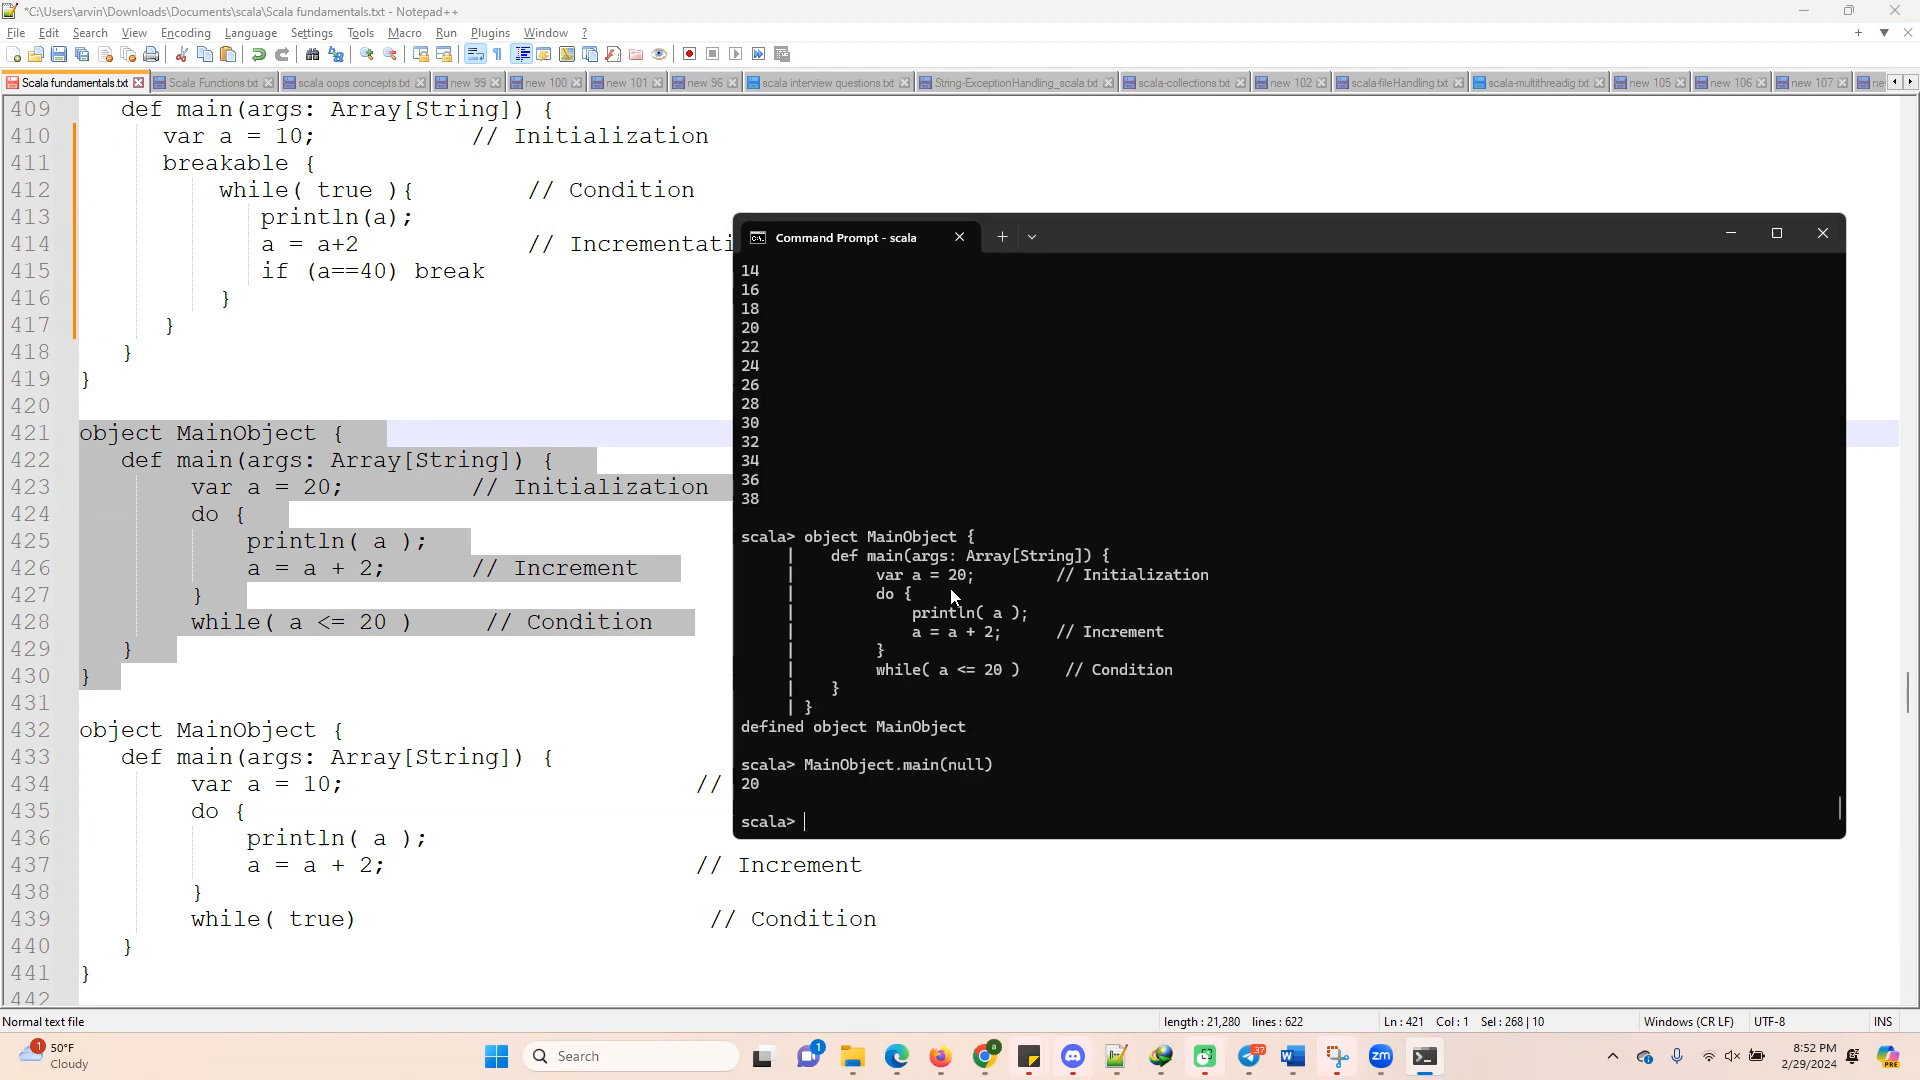 *C:\Users\arvin\Downloads\Documents\scala\Scala fundamentals.txt - Notepad++
File Edit Search View Encoding Language Settings Tools Macro Run Plugins Window ?
Scala fundamentals.txt Scala Functions.txt scala oops concepts.txt new 99 new 100 new 101 new 96 scala interview questions.txt String-ExceptionHandling_scala.txt scala-collections.txt new 102 scala-fileHandling.txt scala-multithreadig.txt new 105 new 106 new 107 ne
409 def main(args: Array[String]) {
410 var a = 10; // Initialization
411 breakable {
412 while( true ){ // Condition
413 println(a);
414 a = a+2 // Incrementati
415 if (a==40) break
416 }
417 }
418 }
419 }
420
421 object MainObject {
422 def main(args: Array[String]) {
423 var a = 20; // Initialization
424 do {
425 println( a );
426 a = a + 2; // Increment
427 }
428 while( a <= 20 ) // Condition
429 }
430 }
431
432 object MainObject {
433 def main(args: Array[String]) {
434 var a = 10; //
435 do {
436 println( a );
437 a = a + 2; // Increment
438 }
439 while( true) // Condition
440 }
441 }
442
Command Prompt - scala
14
16
18
20
22
24
26
28
30
32
34
36
38
scala> object MainObject {
| def main(args: Array[String]) {
| var a = 20; // Initialization
| do {
| println( a );
| a = a + 2; // Increment
| }
| while( a <= 20 ) // Condition
| }
| }
defined object MainObject
scala> MainObject.main(null)
20
scala>
Normal text file length : 21,280 lines : 622 Ln : 421 Col : 1 Sel : 268 | 10 Windows (CR LF) UTF-8 INS
1 50°F
Cloudy
Search
1
a
37
zm
8:52 PM
2/29/2024
PRE